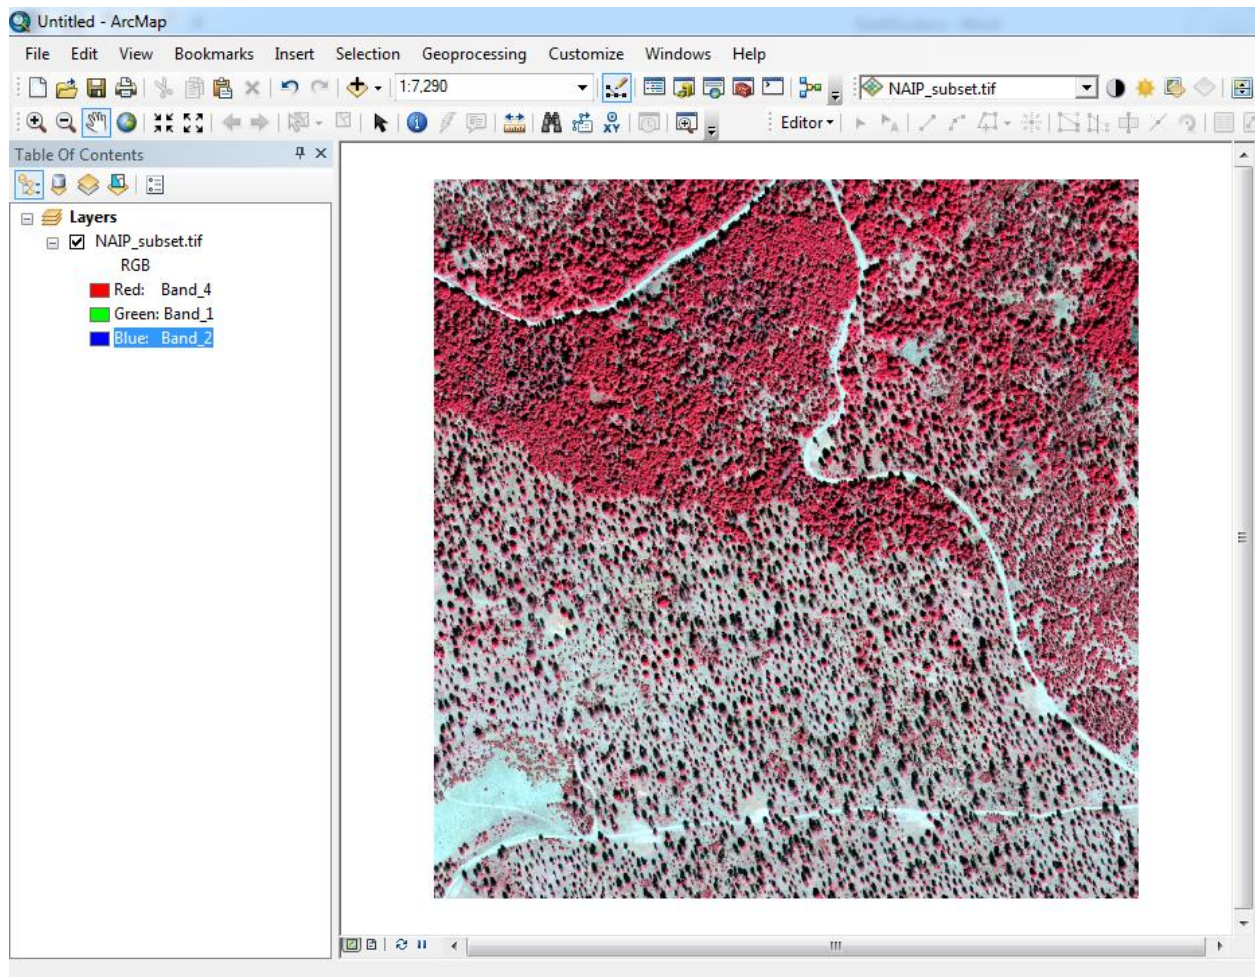 Untitled - ArcMap
File Edit View Bookmarks Insert Selection Geoprocessing Customize Windows Help
1:7,290
NAIP_subset.tif
XY
Editor
Table Of Contents
Layers
NAIP_subset.tif
RGB
Red: Band_4
Green: Band_1
Blue: Band_2